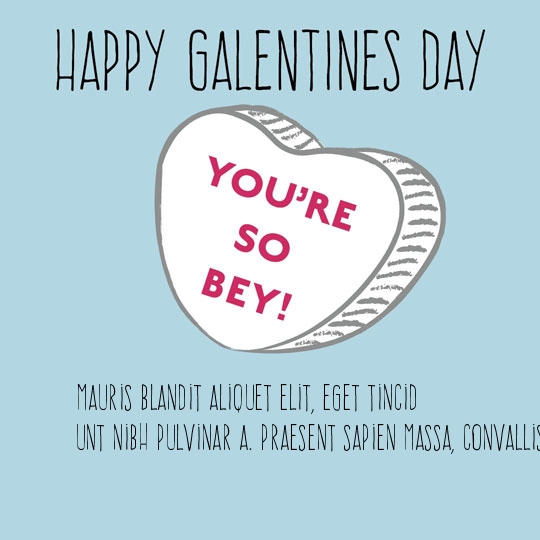 HAPPY GALENTINES DAY
YOU'RE
SO
BEY!
MAURIS BLANDIT ALIQUET ELIT, EGET TINCID
UNT NIBH PULVINAR A. PRAESENT SAPIEN MASSA, CONVALLIS